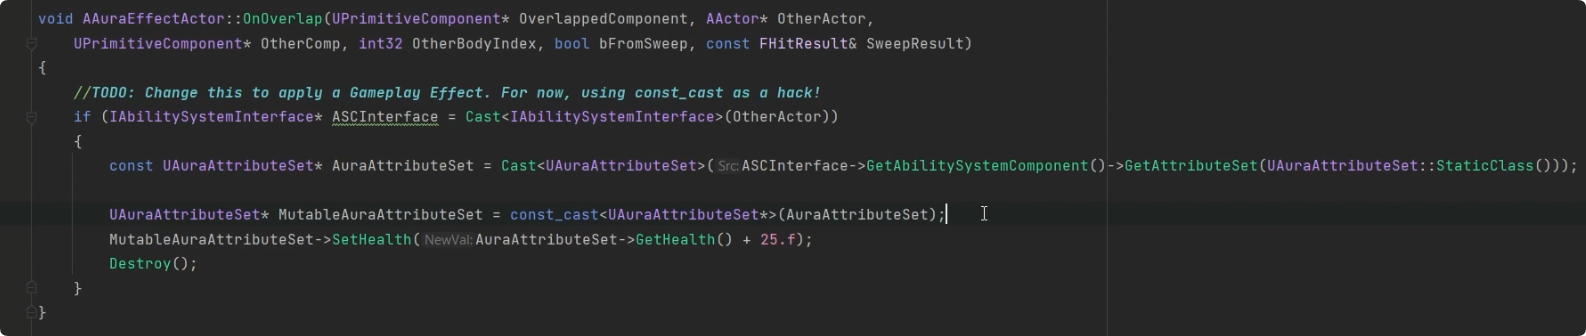 void AAuraEffectActor::OnOverlap(UPrimitiveComponent* OverlappedComponent, AActor* OtherActor,
UPrimitiveComponent* OtherComp, int32 OtherBodyIndex, bool bFromSweep, const FHitResult& SweepResult)
{
//TODO: Change this to apply a Gameplay Effect. For now, using const_cast as a hack!
if (IAbilitySystemInterface* ASCInterface = Cast<IAbilitySystemInterface>(OtherActor))
{
const UAuraAttributeSet* AuraAttributeSet = Cast<UAuraAttributeSet>( Src: ASCInterface->GetAbilitySystemComponent()->GetAttributeSet(UAuraAttributeSet::StaticClass()));
UAuraAttributeSet* MutableAuraAttributeSet = const_cast<UAuraAttributeSet*>(AuraAttributeSet);
MutableAuraAttributeSet->SetHealth( NewVal: AuraAttributeSet->GetHealth() + 25.f);
Destroy();
}
}